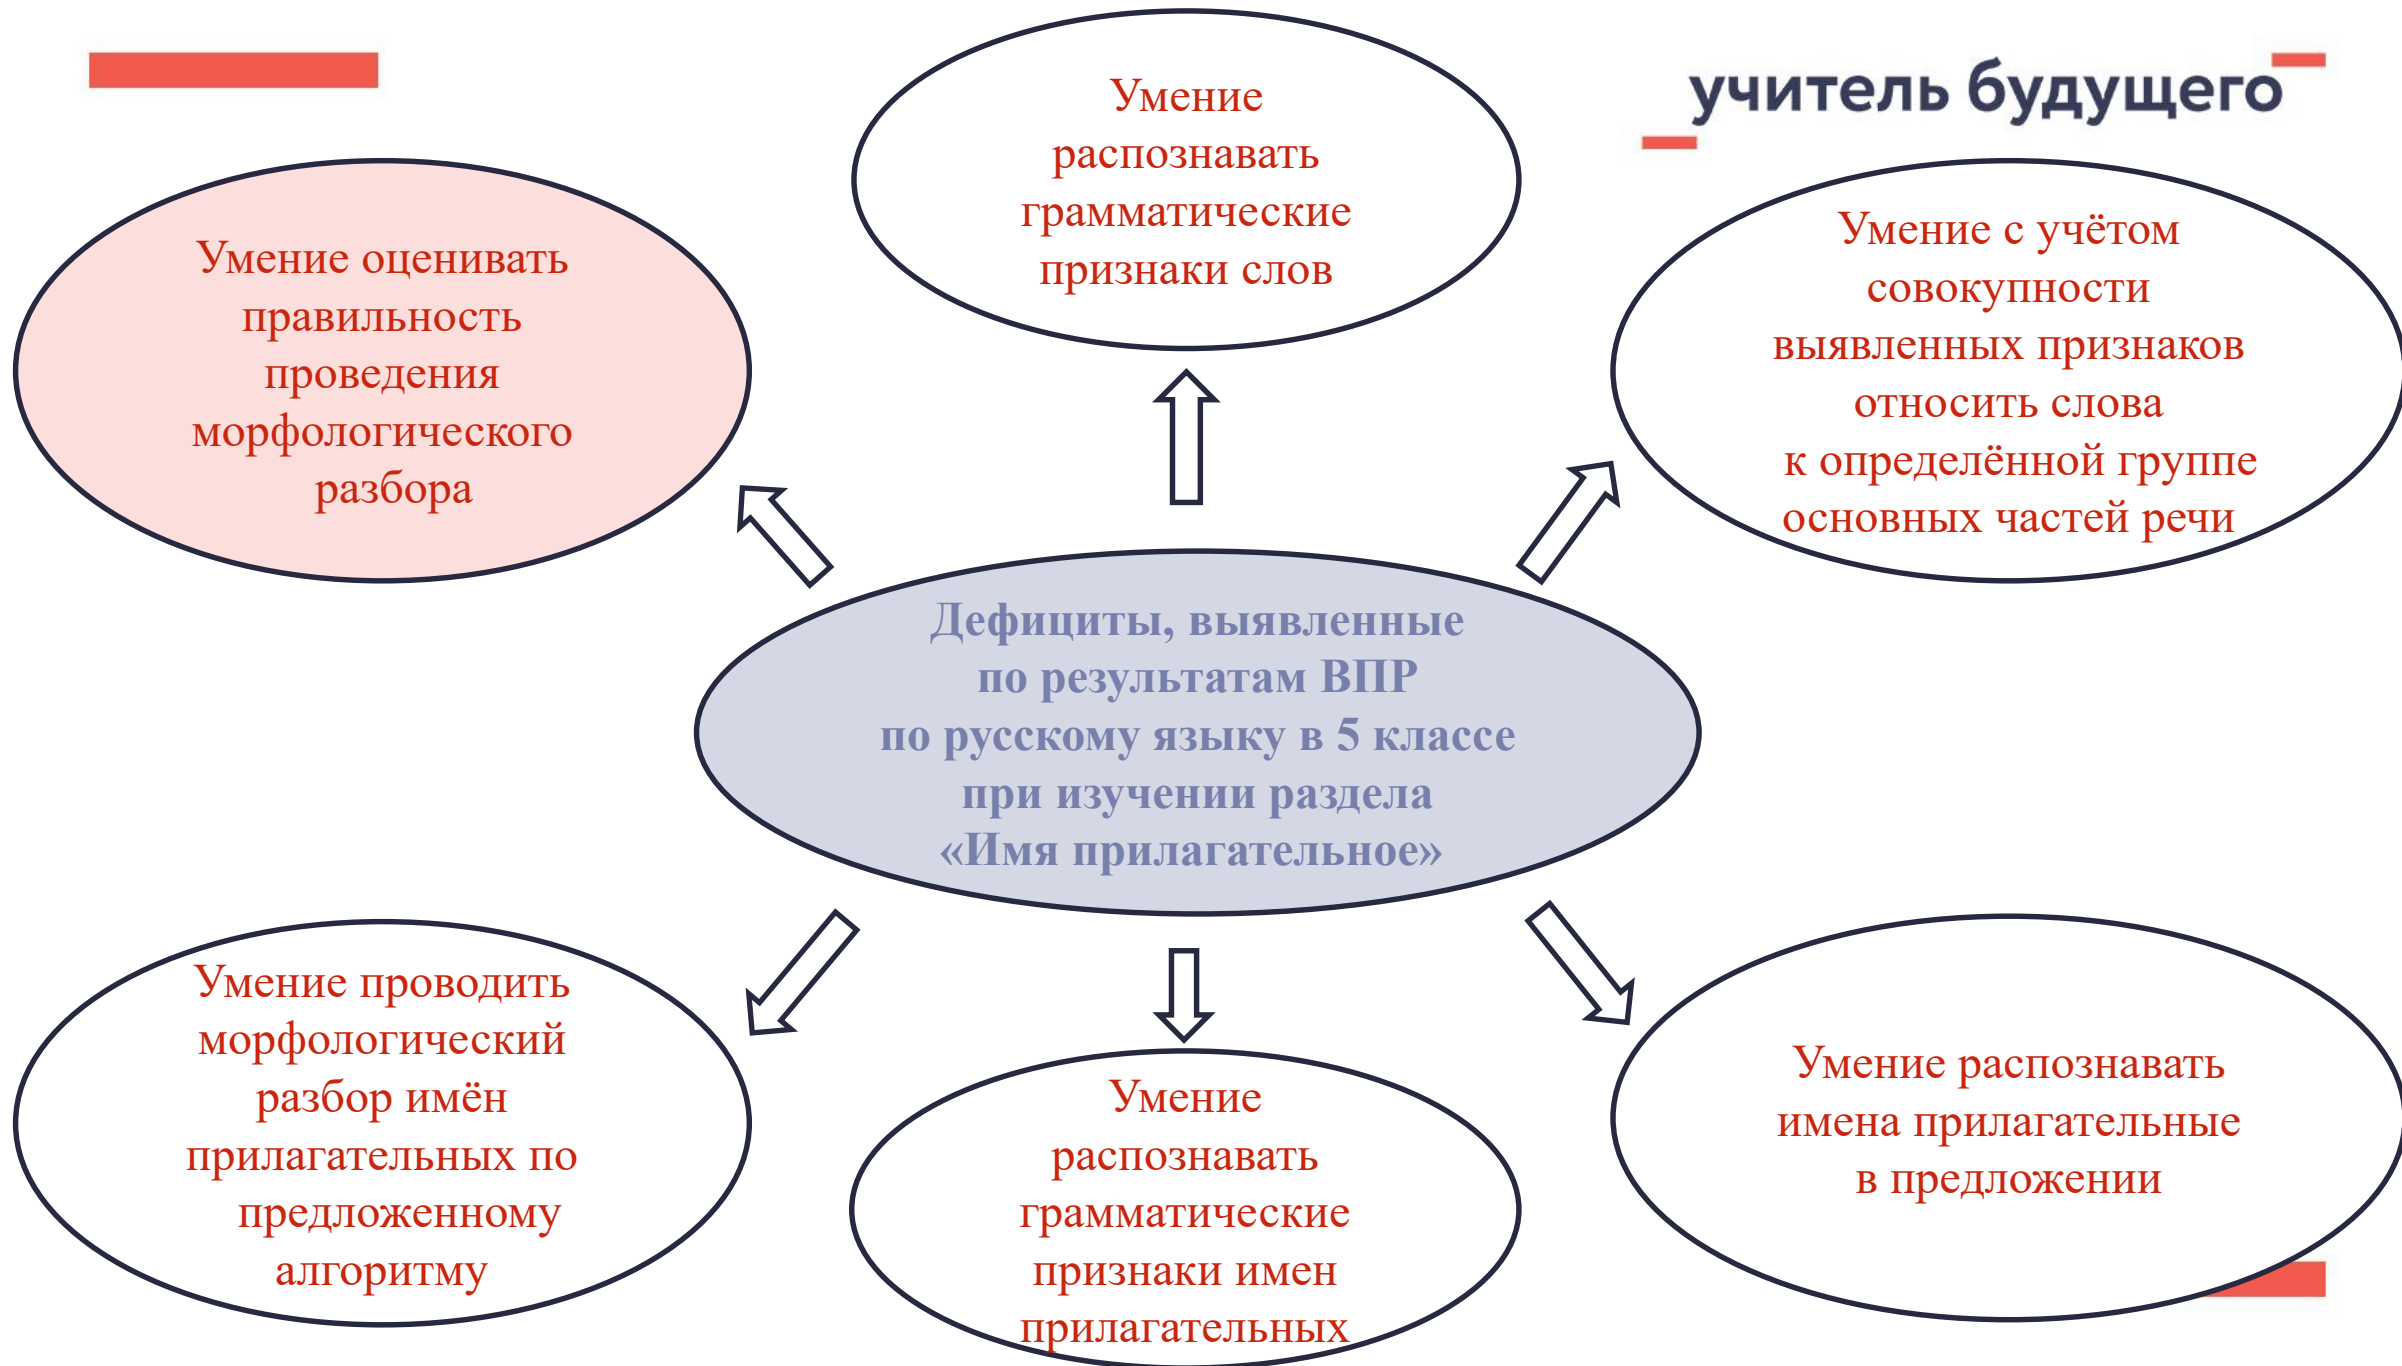 учитель будущего
Умение оценивать
правильность
проведения
морфологического
разбора
Умение
распознавать
грамматические
признаки слов
Умение с учётом
совокупности
выявленных признаков
относить слова
к определённой группе
основных частей речи
Дефициты, выявленные
по результатам ВПР
по русскому языку в 5 классе
при изучении раздела
«Имя прилагательное»
Умение проводить
морфологический
разбор имён
прилагательных по
предложенному
алгоритму
Умение
распознавать
грамматические
признаки имен
прилагательных
Умение распознавать
имена прилагательные
в предложении